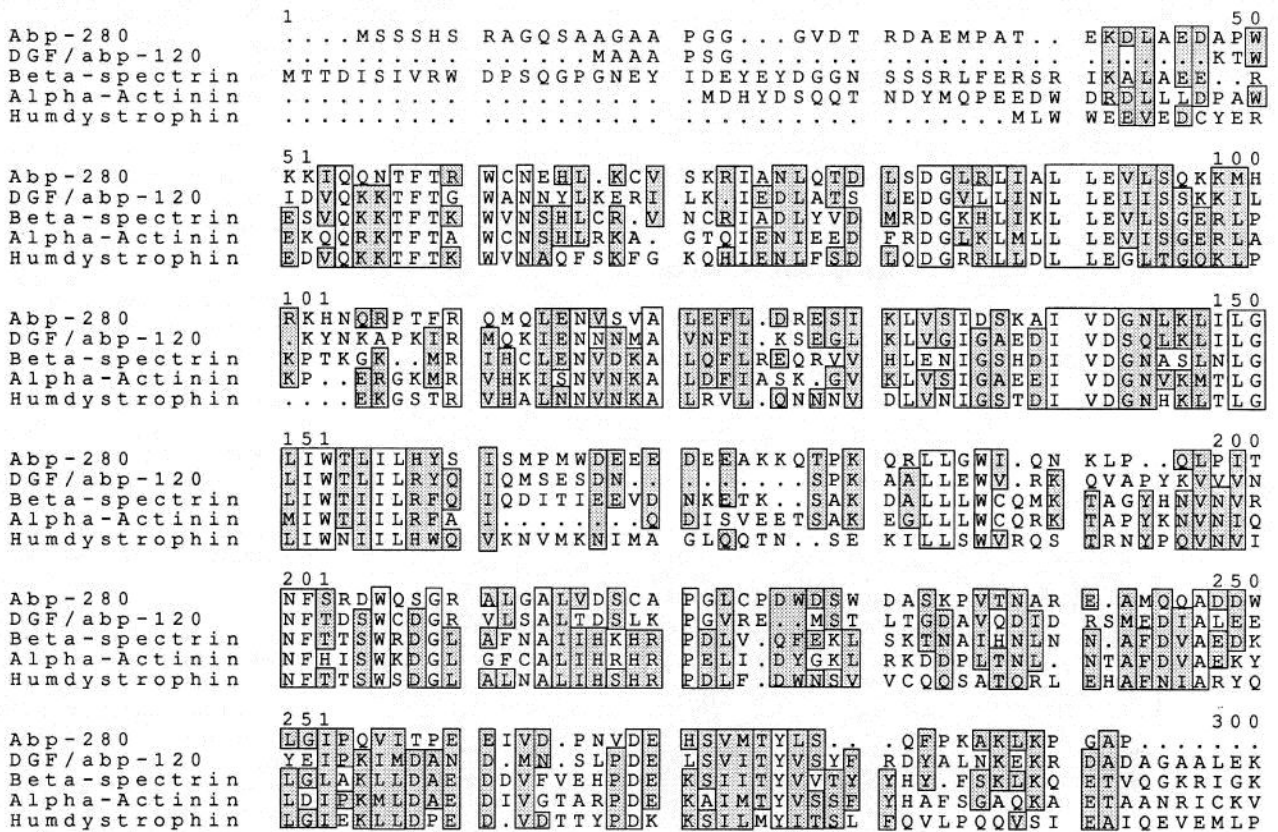 1 50
Abp-280 ....MSSSHS RAGQSAAGAA PGG...GVDT RDAEMPAT.. EKDLAEDAPW
DGF/abp-120 .......... ......MAAA PSG....... .......... ........KTW
Beta-spectrin MTTDISIVRW DPSQGPGNEY IDEYEYDGGN SSSRLFERSR IKALAEE..R
Alpha-Actinin .......... .......... .MDHYDSQQT NDYMQPEEDW DRDLLLDPAW
Humdystrophin .......... .......... .......... .......MLW WEEVEDCYER
51 100
Abp-280 KKIQQNTFTR WCNEHL.KCV SKRIANLQTD LSDGLRLIAL LEVLSQKKMH
DGF/abp-120 IDVQKKTFTG WANNYLKERI LK.IEDLATS LEDGVLLINL LEIISSKKIL
Beta-spectrin ESVQKKTFTK WVNSHLCR.V NCRIADLYVD MRDGKHLIKL LEVLSGERLP
Alpha-Actinin EKQQRKTFTA WCNSHLRKA. GTQIENIEED FRDGLKLMLL LEVISGERLA
Humdystrophin EDVQKKTFTK WVNAQFSKFG KQHIENLFSD LQDGRRLLDL LEGLTGQKLP
101 150
Abp-280 RKHNQRPTFR QMQLENVSVA LEFL.DRESI KLVSIDSKAI VDGNLKLILG
DGF/abp-120 .KYNKAPKIR MQKIENNNMA VNFI.KSEGL KLVGIGAEDI VDSQLKLILG
Beta-spectrin KPTKGK..MR IHCLENVDKA LQFLREQRVV HLENIGSHDI VDGNASLNLG
Alpha-Actinin KP..ERGKMR VHKISNVNKA LDFIASK.GV KLVSIGAEEI VDGNVKMTLG
Humdystrophin ....EKGSTR VHALNNVNKA LRVL.QNNNV DLVNIGSTDI VDGNHKLTLG
151 200
Abp-280 LIWTLILHYS ISMPMWDEEE DEEAKKQTPK QRLLGWI.QN KLP..QLPIT
DGF/abp-120 LIWTLILRYQ IQMSESDN.. .......SPK AALLEWV.RK QVAPYKVVVN
Beta-spectrin LIWTIILRFQ IQDITIEEVD NKETK..SAK DALLLWCQMK TAGYHNVNVR
Alpha-Actinin MIWTIILRFA I........Q DISVEETSAK EGLLLWCQRK TAPYKNVNIQ
Humdystrophin LIWNIILHWQ VKNVMKNIMA GLQQTN..SE KILLSWVRQS TRNYPQVNVI
201 250
Abp-280 NFSRDWQSGR ALGALVDSCA PGLCPDWDSW DASKPVTNAR E.AMQQADDW
DGF/abp-120 NFTDSWCDGR VLSALTDSLK PGVRE..MST LTGDAVQDID RSMEDIALEE
Beta-spectrin NFTTSWRDGL AFNAIIHKHR PDLV.QFEKL SKTNAIHNLN N.AFDVAEDK
Alpha-Actinin NFHISWKDGL GFCALIHRHR PELI.DYGKL RKDDPLTNL. NTAFDVAEKY
Humdystrophin NFTTSWSDGL ALNALIHSHR PDLF.DWNSV VCQQSATQRL EHAFNIARYQ
251 300
Abp-280 LGIPQVITPE EIVD.PNVDE HSVMTYLS.. .QFPKAKLKP GAP.......
DGF/abp-120 YEIPKIMDAN D.MN.SLPDE LSVITYVSYF RDYALNKEKR DADAGAALEK
Beta-spectrin LGLAKLLDAE DDVFVEHPDE KSIITYVVTY YHY.FSKLKQ ETVQGKRIGK
Alpha-Actinin LDIPKMLDAE DIVGTARPDE KAIMTYVSSF YHAFSGAQKA ETAANRICKV
Humdystrophin LGIEKLLDPE D.VDTTYPDK KSILMYITSL FQVLPQQVSI EAIQEVEMLP